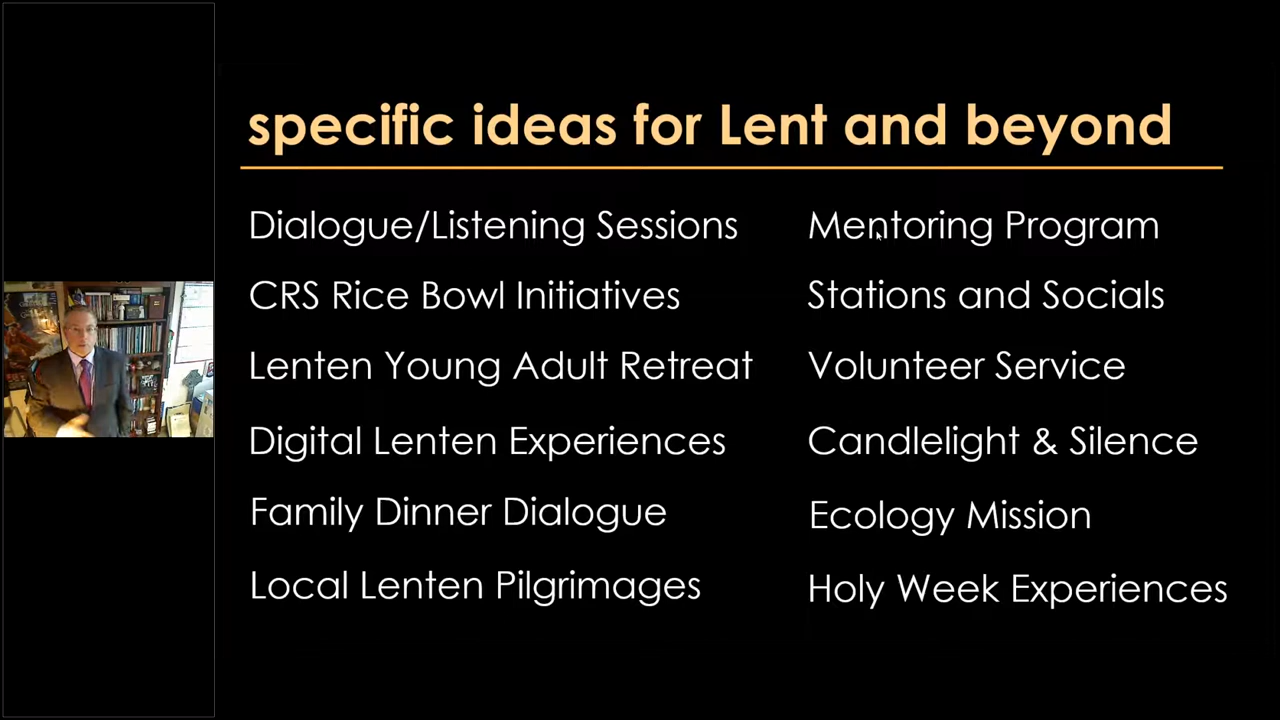 specific ideas for Lent and beyond
Dialogue/Listening Sessions
CRS Rice Bowl Initiatives
Lenten Young Adult Retreat
Digital Lenten Experiences
Family Dinner Dialogue
Local Lenten Pilgrimages
Mentoring Program
Stations and Socials
Volunteer Service
Candlelight & Silence
Ecology Mission
Holy Week Experiences